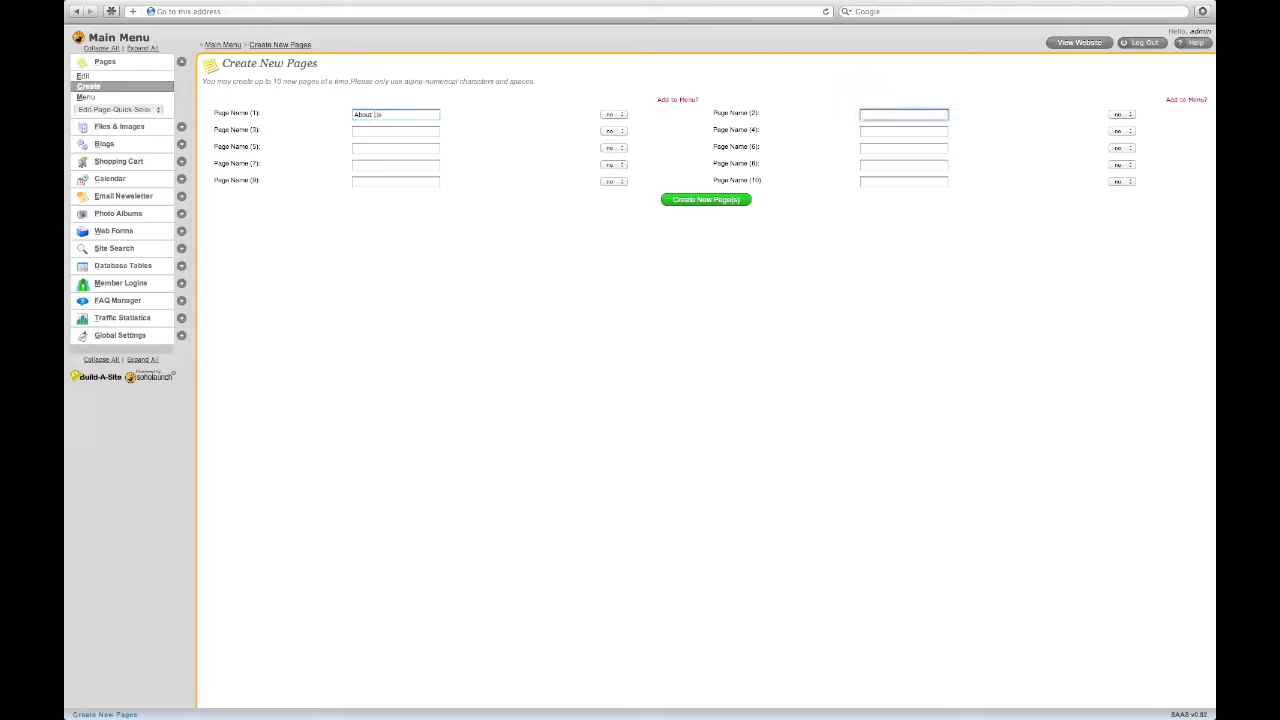 Go to this address
Google
Hello, admin
Main Menu
Collapse All | Expand All
> Main Menu > Create New Pages
View Website
Log Out
? Help
Pages
Create New Pages
Edit
You may create up to 10 new pages at a time.Please only use alpha-numerical characters and spaces.
Create
Menu
Add to Menu?
Add to Menu?
Edit-Page-Quick-Selec
Page Name (1):
About Us
no
Page Name (2):
no
Files & Images
Page Name (3):
no
Page Name (4):
no
Blogs
Page Name (5):
no
Page Name (6):
no
Shopping Cart
Page Name (7):
no
Page Name (8):
no
Calendar
Page Name (9):
no
Page Name (10):
no
Email Newsletter
Create New Page(s)
Photo Albums
Web Forms
Site Search
Database Tables
Member Logins
FAQ Manager
Traffic Statistics
Global Settings
Collapse All | Expand All
Build-A-Site
Powered by
soholaunch
Create New Pages
SAAS v0.82